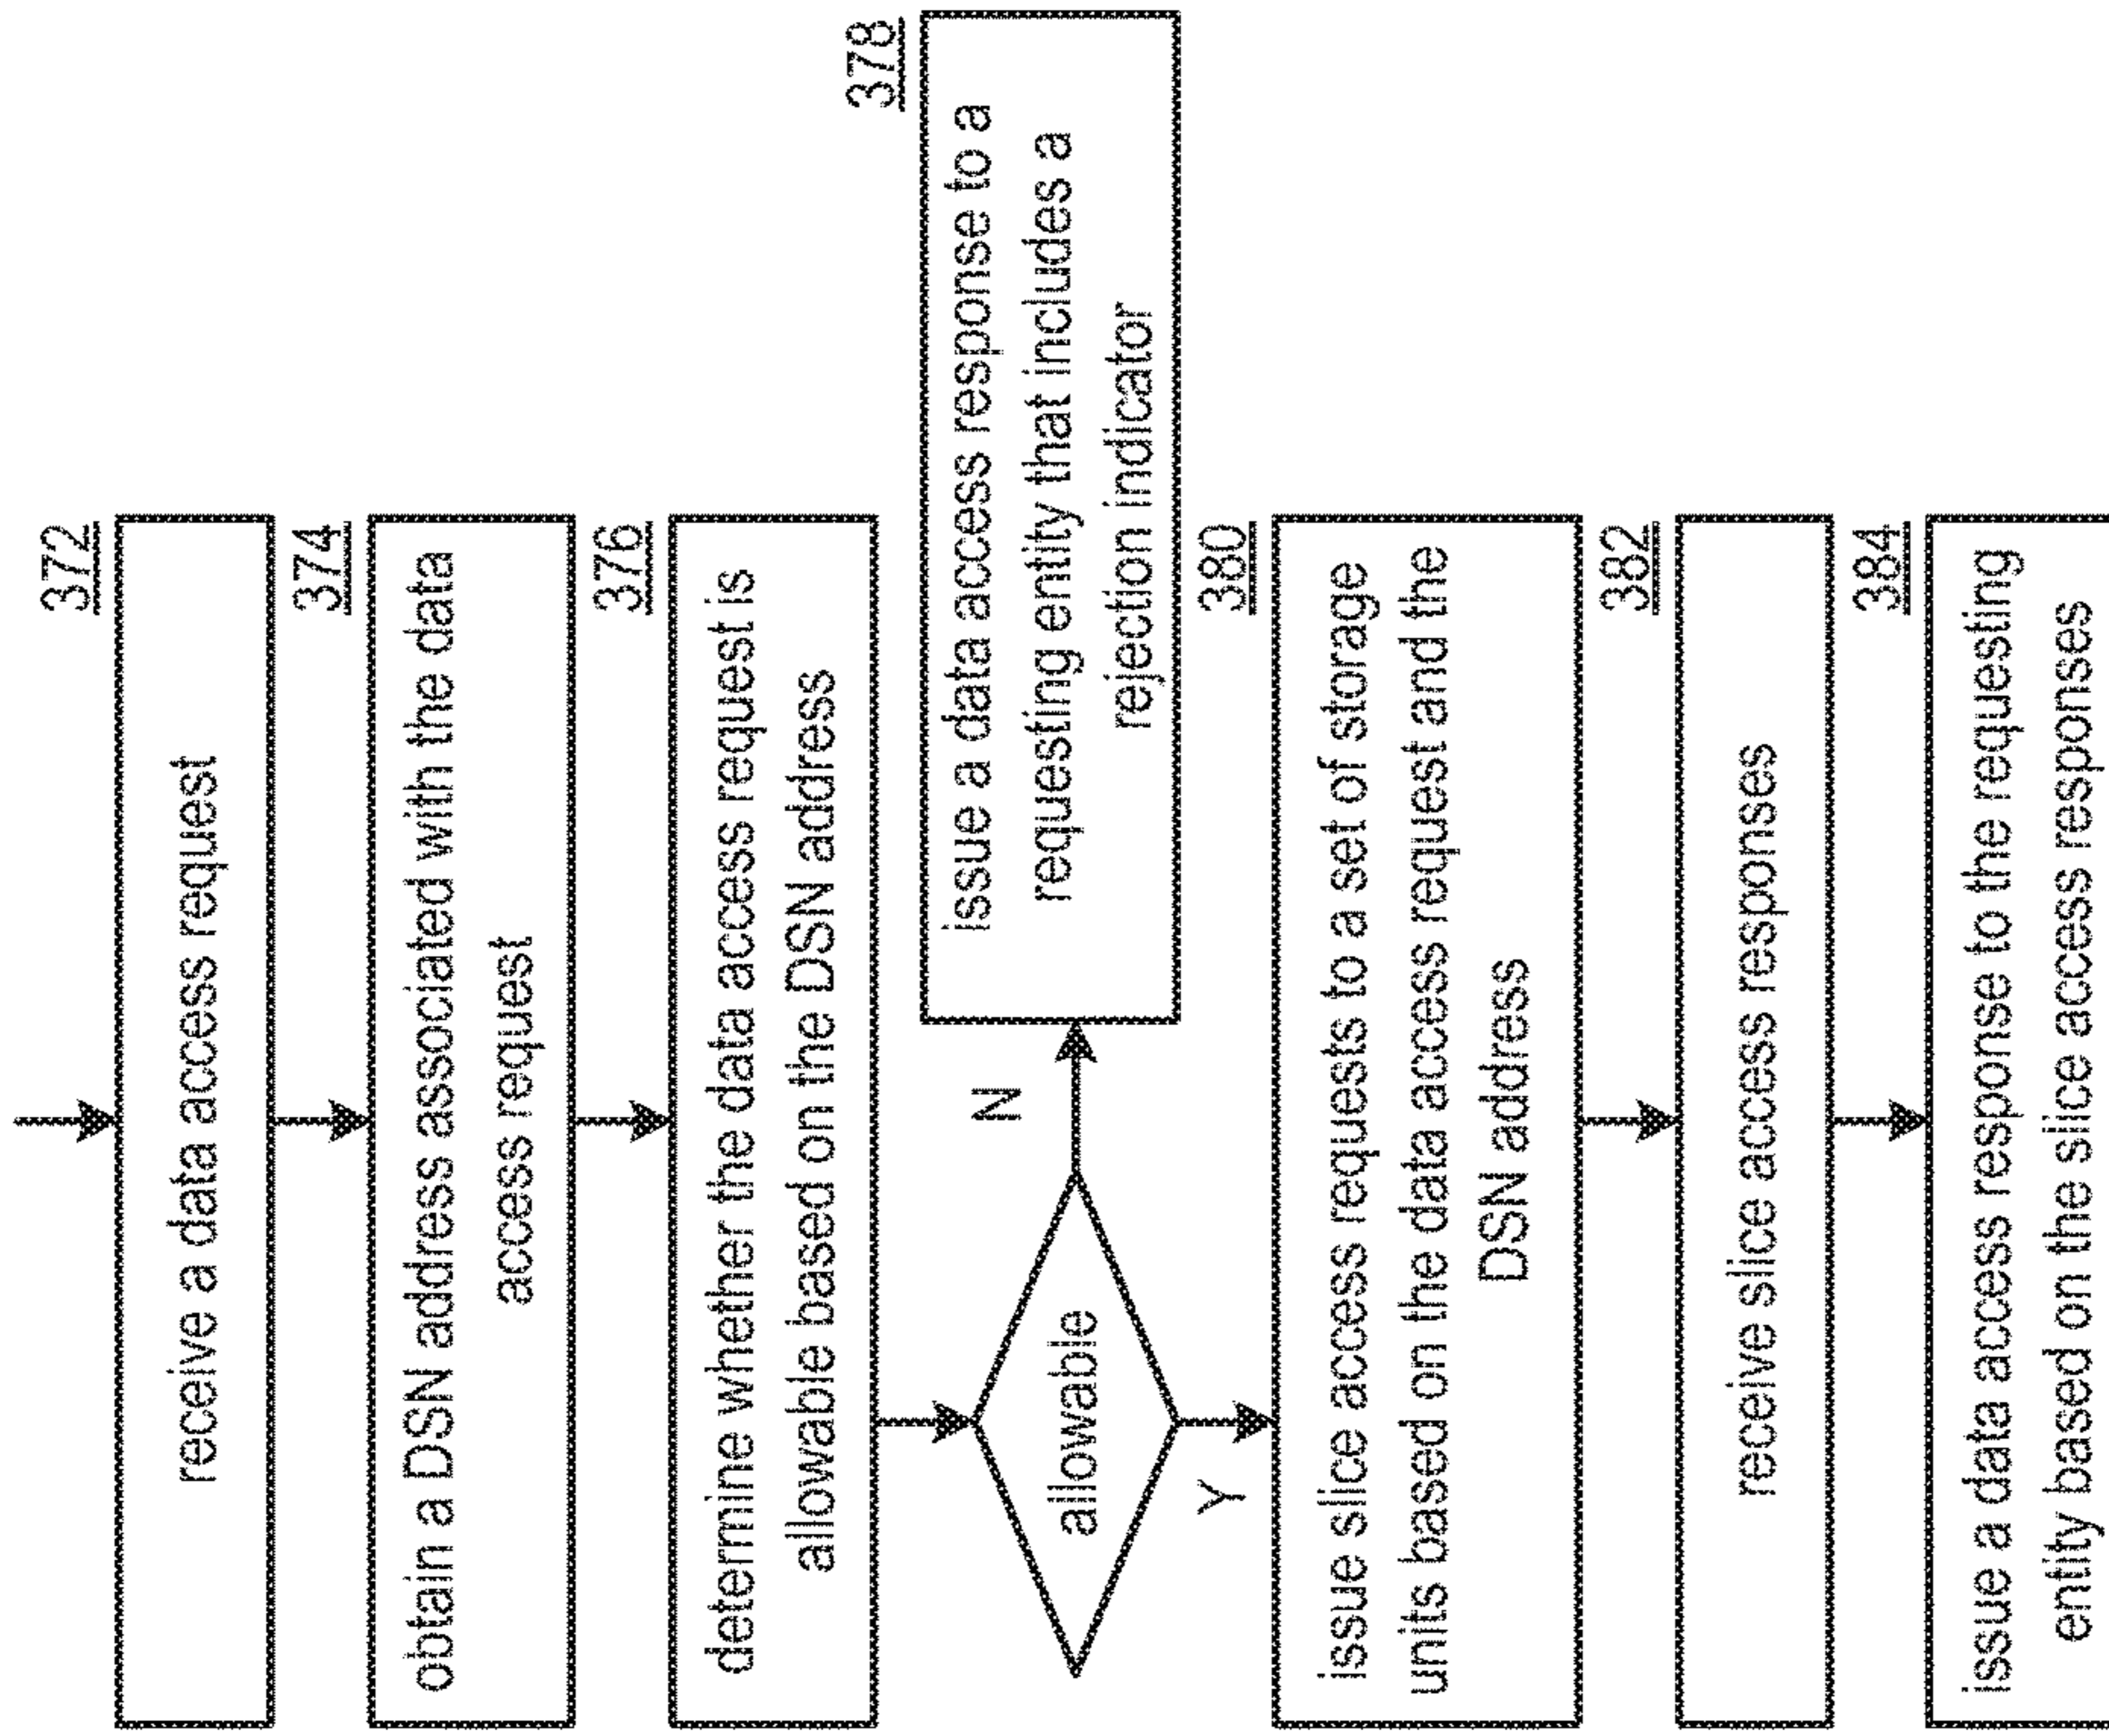 372
receive a data access request
374
obtain a DSN address associated with the data
access request
376
determine whether the data access request is
allowable based on the DSN address
allowable
N
378
issue a data access response to a
requesting entity that includes a
rejection indicator
Y
380
issue slice access requests to a set of storage
units based on the data access request and the
DSN address
382
receive slice access responses
384
issue a data access response to the requesting
entity based on the slice access responses